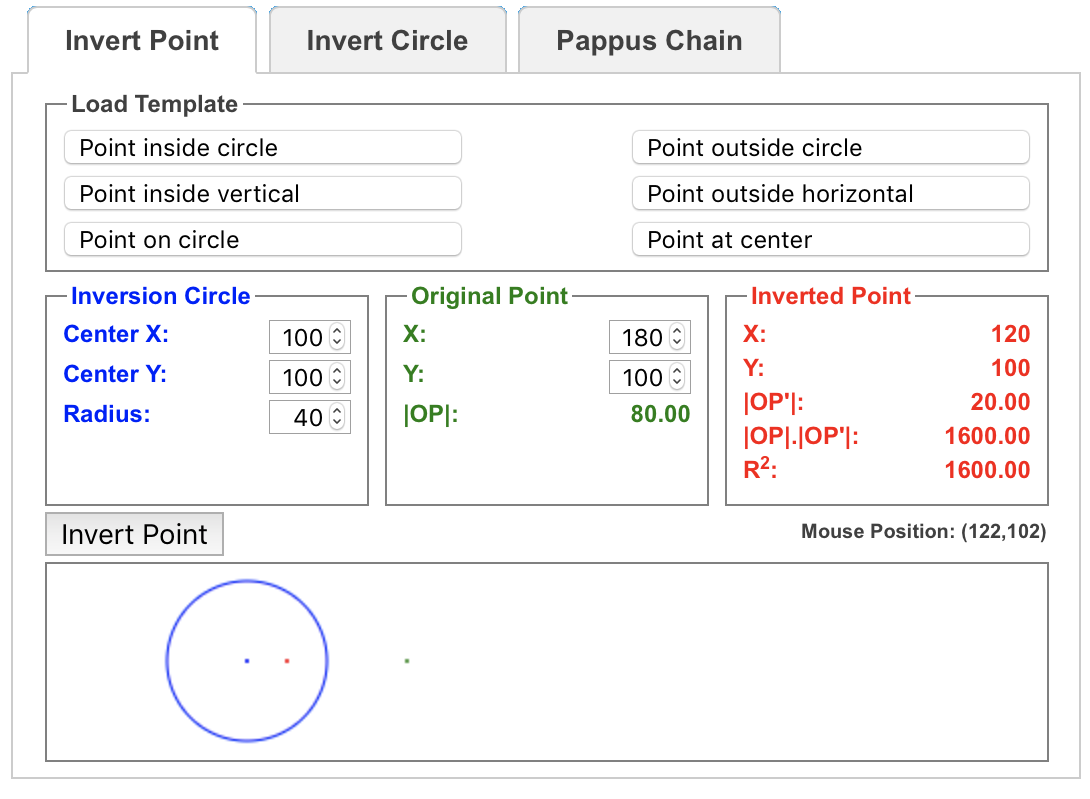 Invert Point Invert Circle Pappus Chain
Load Template
Point inside circle Point outside circle
Point inside vertical Point outside horizontal
Point on circle Point at center
Inversion Circle Original Point Inverted Point
Center X: 100 X: 180 X: 120
Center Y: 100 Y: 100 Y: 100
Radius: 40 |OP|: 80.00 |OP'|: 20.00
|OP|.|OP'|: 1600.00
R²: 1600.00
Invert Point Mouse Position: (122,102)